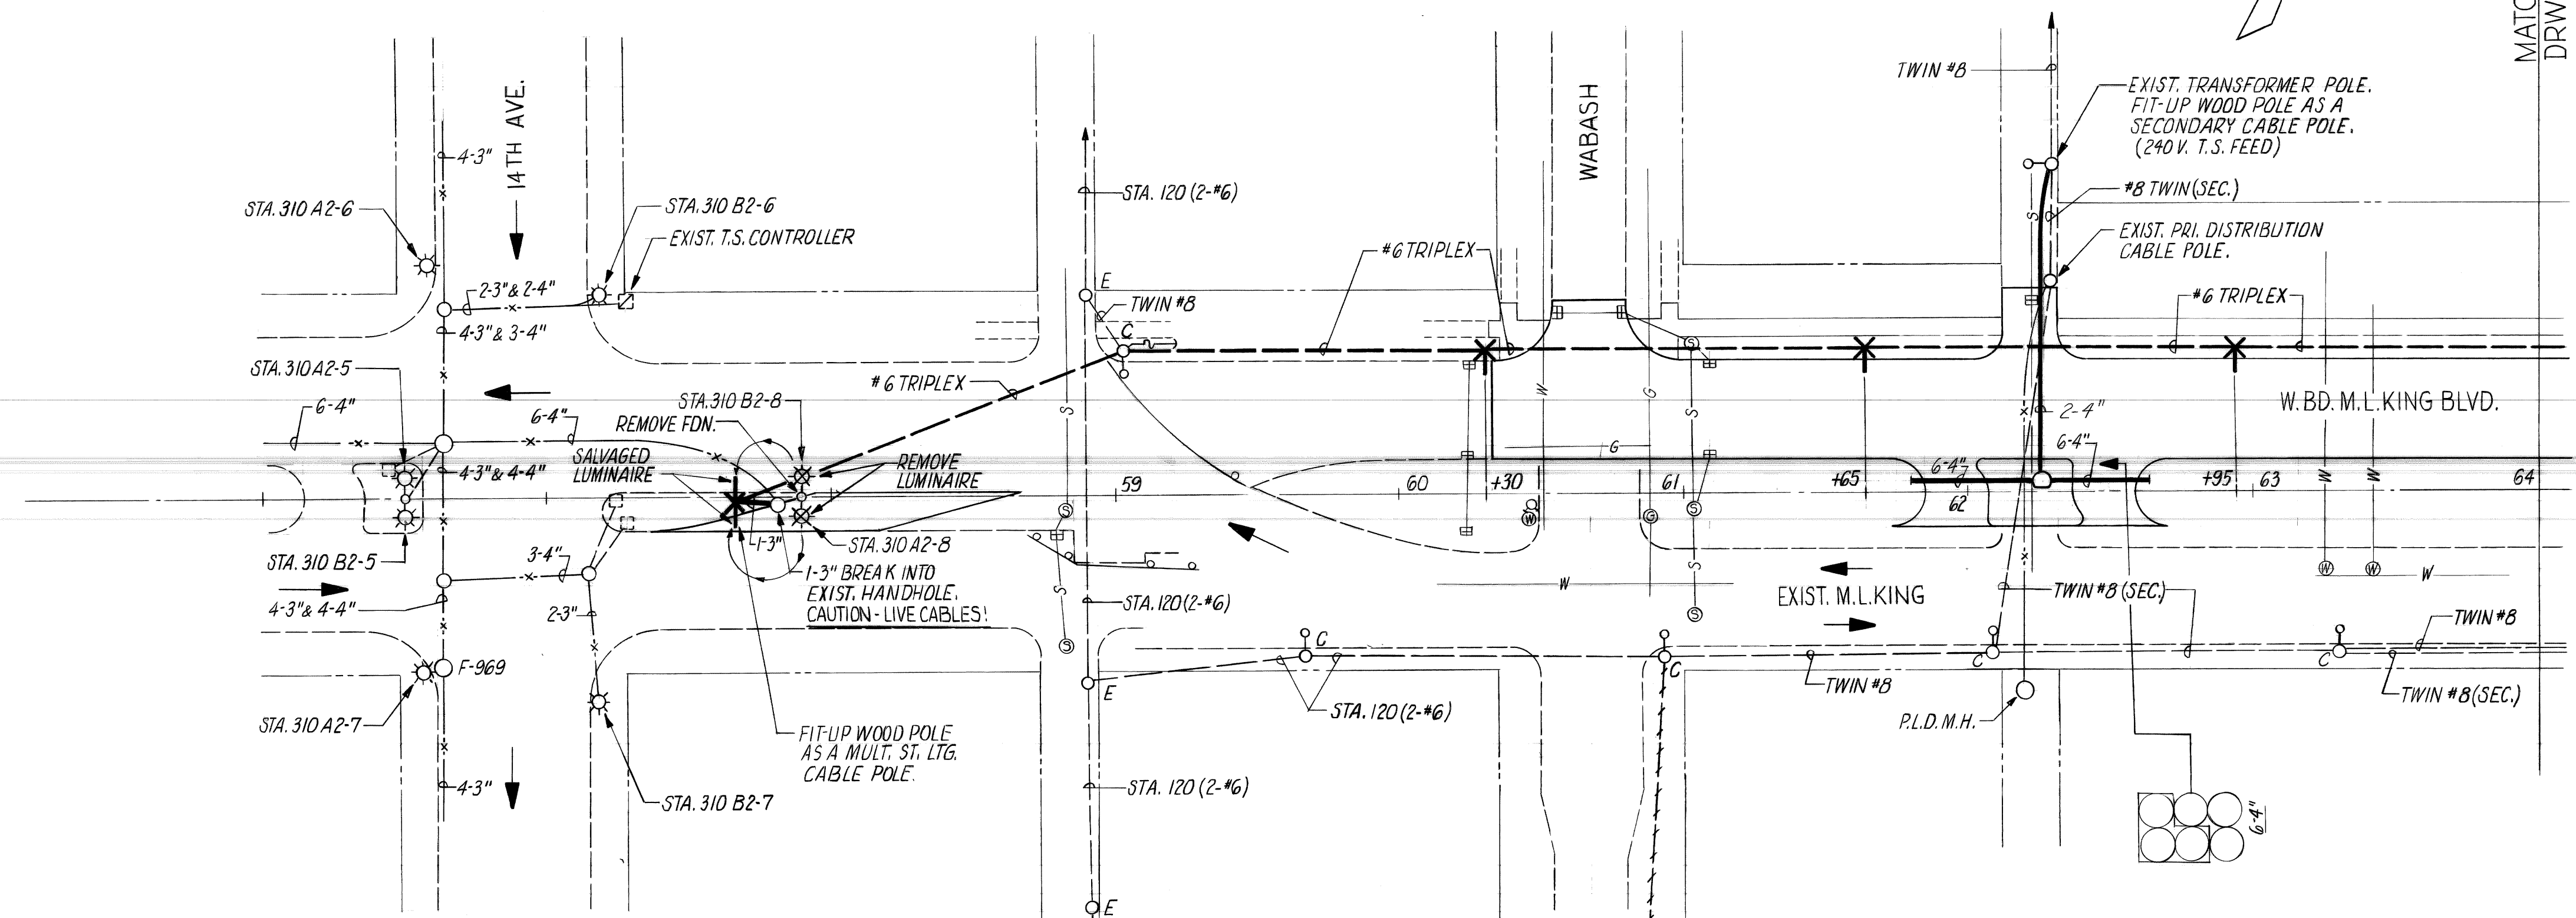 MATC
DRW
TWIN #8
EXIST. TRANSFORMER POLE.
FIT-UP WOOD POLE AS A
SECONDARY CABLE POLE.
(240 V. T.S. FEED)
#8 TWIN (SEC.)
EXIST. PRI. DISTRIBUTION
CABLE POLE.
#6 TRIPLEX
S
14TH AVE.
4-3"
STA. 310 A2-6
STA. 310 B2-6
EXIST. T.S. CONTROLLER
2-3" & 2-4"
4-3" & 3-4"
STA. 310 A2-5
6-4"
6-4"
4-3" & 4-4"
STA. 310 B2-5
3-4"
4-3" & 4-4"
2-3"
F-969
STA. 310 A2-7
4-3"
STA. 310 B2-7
STA. 120 (2-#6)
E
TWIN #8
C
#6 TRIPLEX
WABASH
# 6 TRIPLEX
STA. 310 B2-8
REMOVE FDN.
SALVAGED
LUMINAIRE
REMOVE
LUMINAIRE
1-3"
STA. 310 A2-8
1-3" BREAK INTO
EXIST. HANDHOLE.
CAUTION - LIVE CABLES!
FIT-UP WOOD POLE
AS A MULT. ST. LTG.
CABLE POLE.
S
S
S
S
59
60
+30
61
+65
62
+95
63
64
W
G
S
S
G
W
G
S
S
S
S
W
W.BD. M.L.KING BLVD.
2-4"
6-4"
6-4"
W
W
W
W
W
EXIST. M.L.KING
TWIN #8 (SEC.)
STA. 120 (2-#6)
E
C
STA. 120 (2-#6)
C
TWIN #8
C
P.L.D. M.H.
C
TWIN #8
TWIN #8 (SEC.)
STA. 120 (2-#6)
E
6-4"